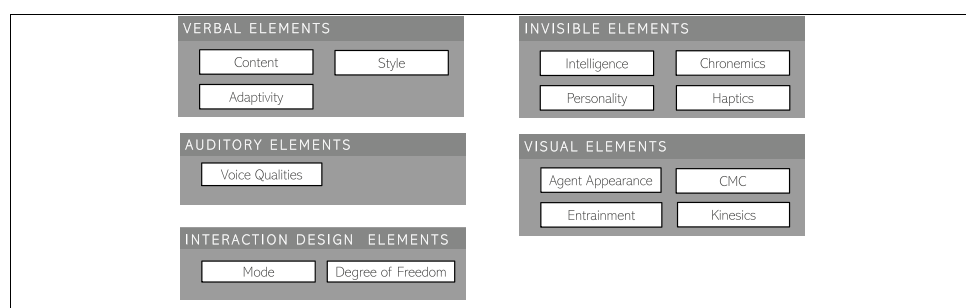 VERBAL ELEMENTS
Content Style
Adaptivity
AUDITORY ELEMENTS
Voice Qualities
INTERACTION DESIGN ELEMENTS
Mode Degree of Freedom
INVISIBLE ELEMENTS
Intelligence Chronemics
Personality Haptics
VISUAL ELEMENTS
Agent Appearance CMC
Entrainment Kinesics